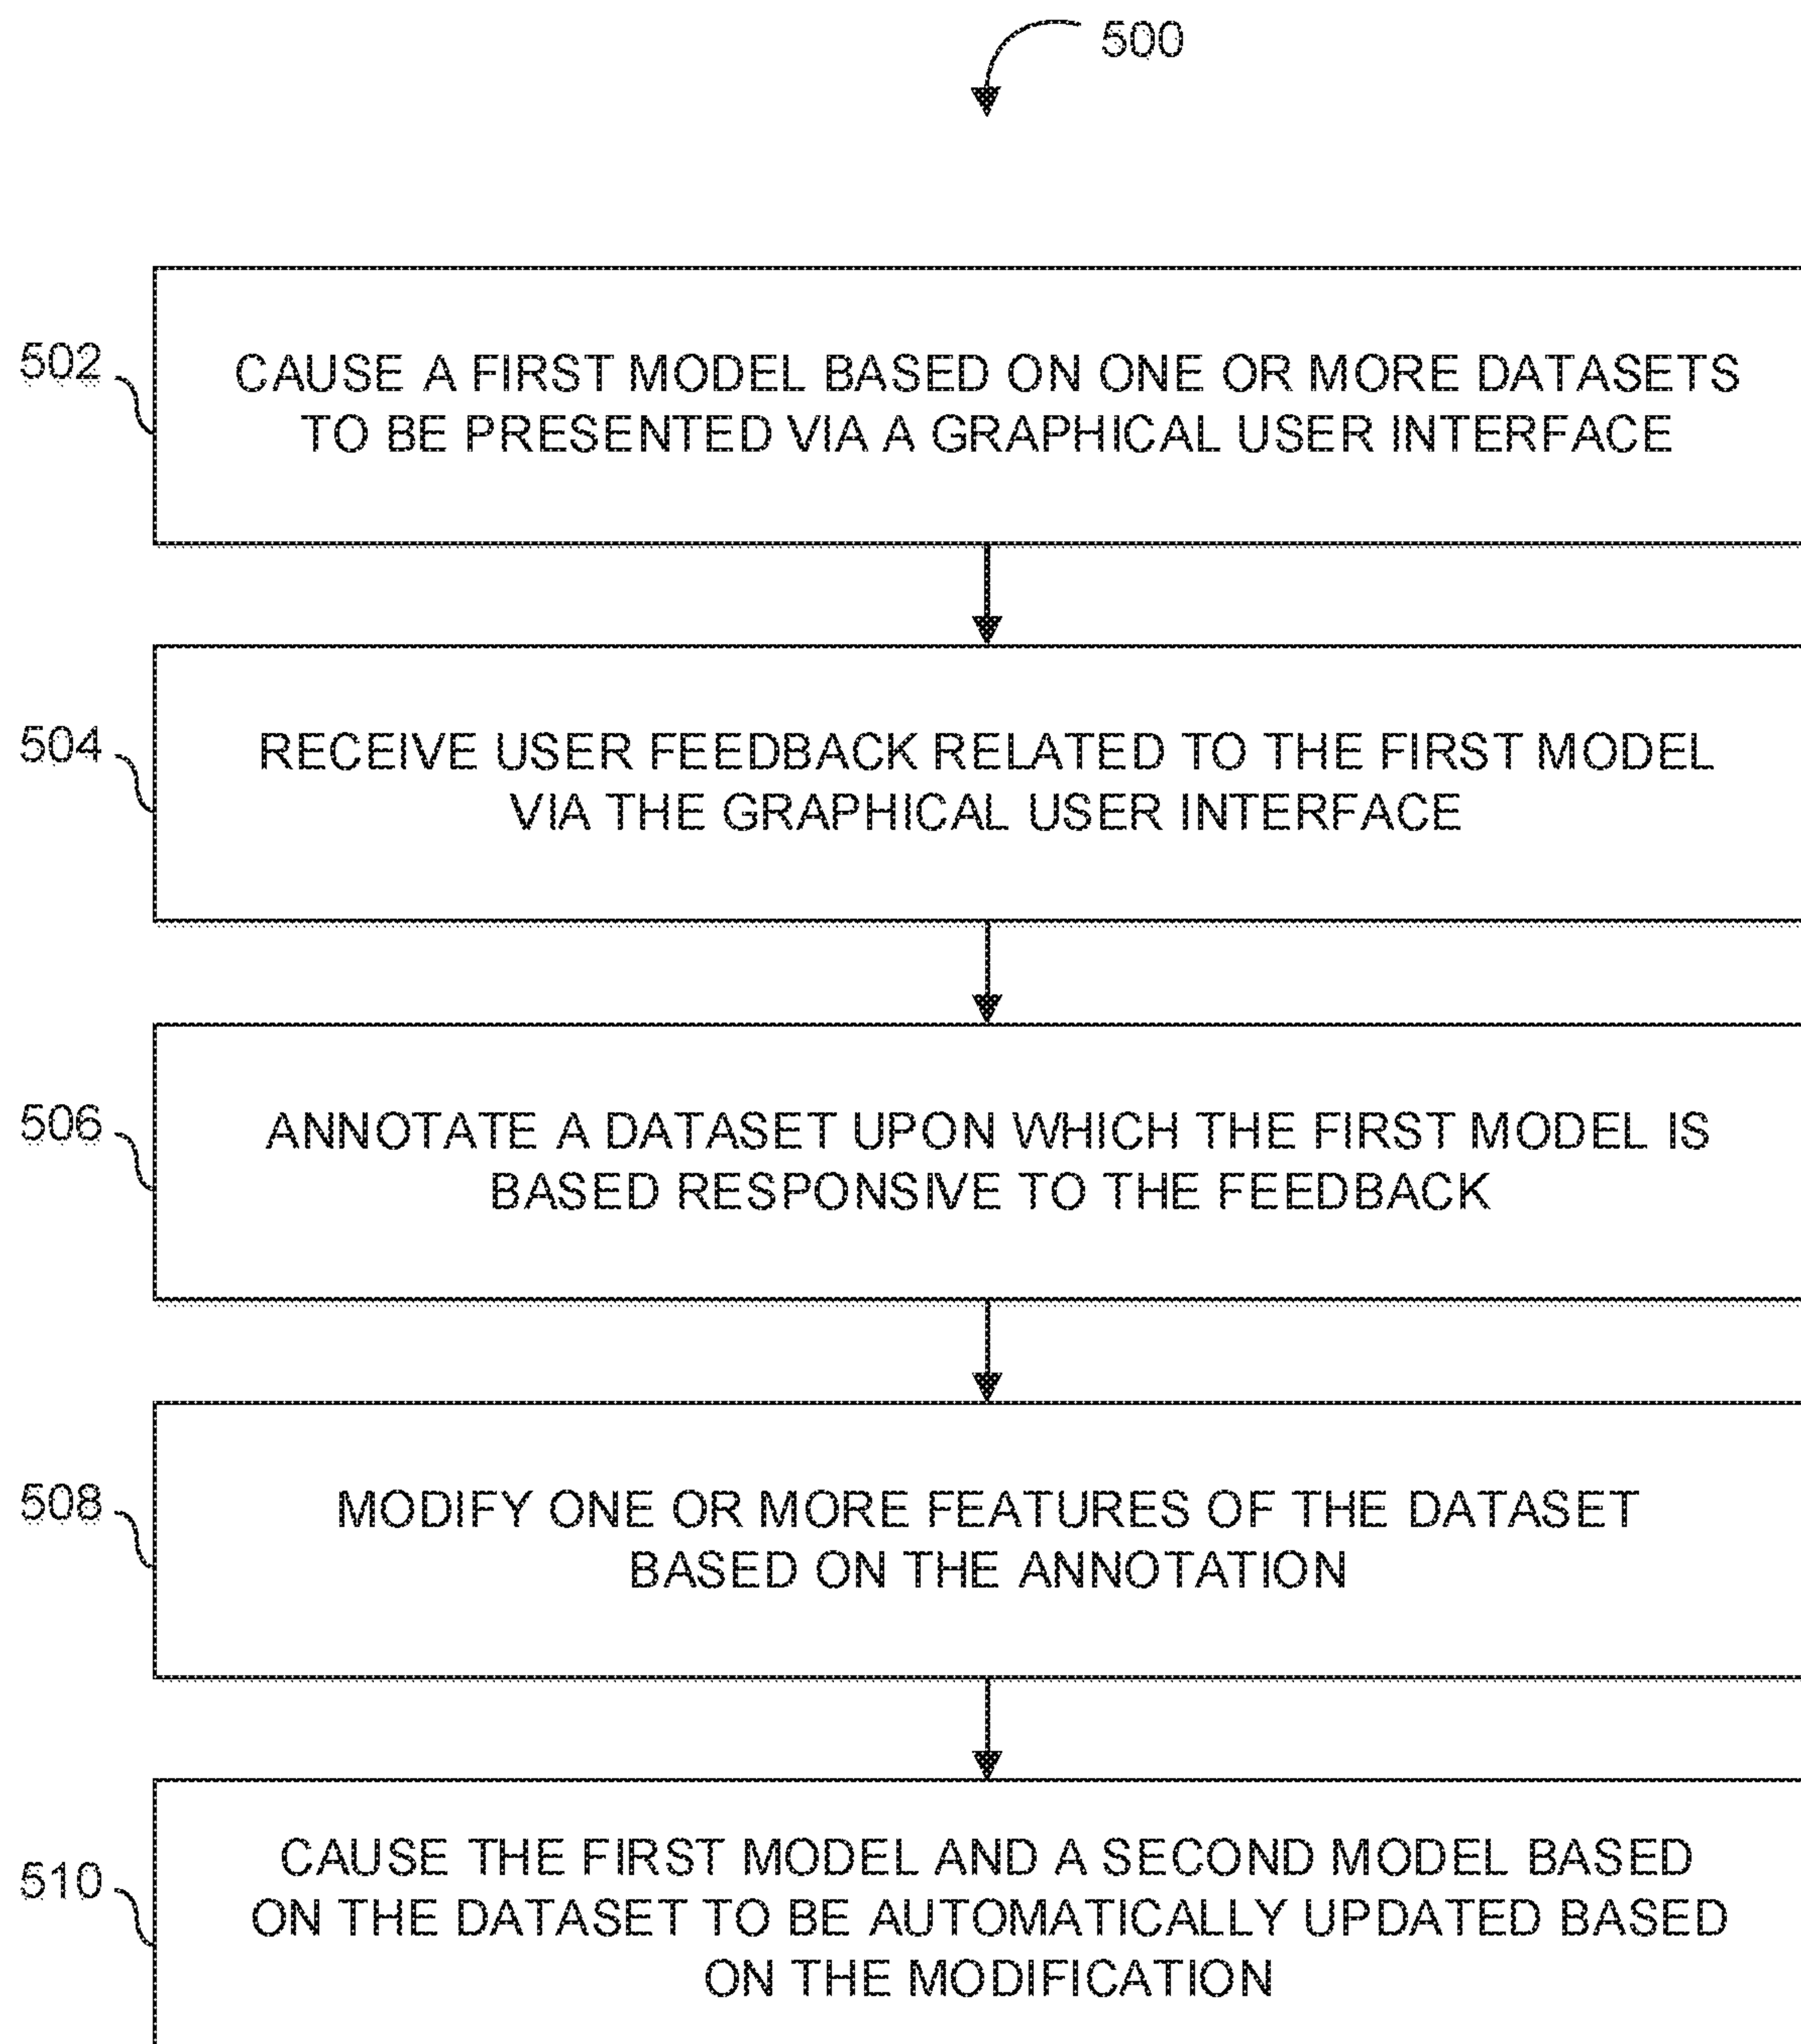 500
502
CAUSE A FIRST MODEL BASED ON ONE OR MORE DATASETS
TO BE PRESENTED VIA A GRAPHICAL USER INTERFACE
504
RECEIVE USER FEEDBACK RELATED TO THE FIRST MODEL
VIA THE GRAPHICAL USER INTERFACE
506
ANNOTATE A DATASET UPON WHICH THE FIRST MODEL IS
BASED RESPONSIVE TO THE FEEDBACK
508
MODIFY ONE OR MORE FEATURES OF THE DATASET
BASED ON THE ANNOTATION
510
CAUSE THE FIRST MODEL AND A SECOND MODEL BASED
ON THE DATASET TO BE AUTOMATICALLY UPDATED BASED
ON THE MODIFICATION